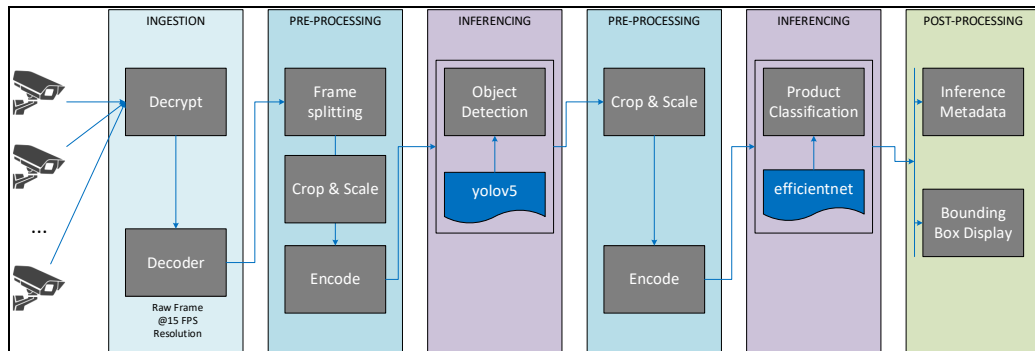 INGESTION
PRE-PROCESSING
INFERENCING
PRE-PROCESSING
INFERENCING
POST-PROCESSING
Decrypt
Frame
splitting
Object
Detection
Crop & Scale
Product
Classification
Inference
Metadata
Crop & Scale
yolov5
efficientnet
...
Decoder
Encode
Encode
Bounding
Box Display
Raw Frame
@15 FPS
Resolution